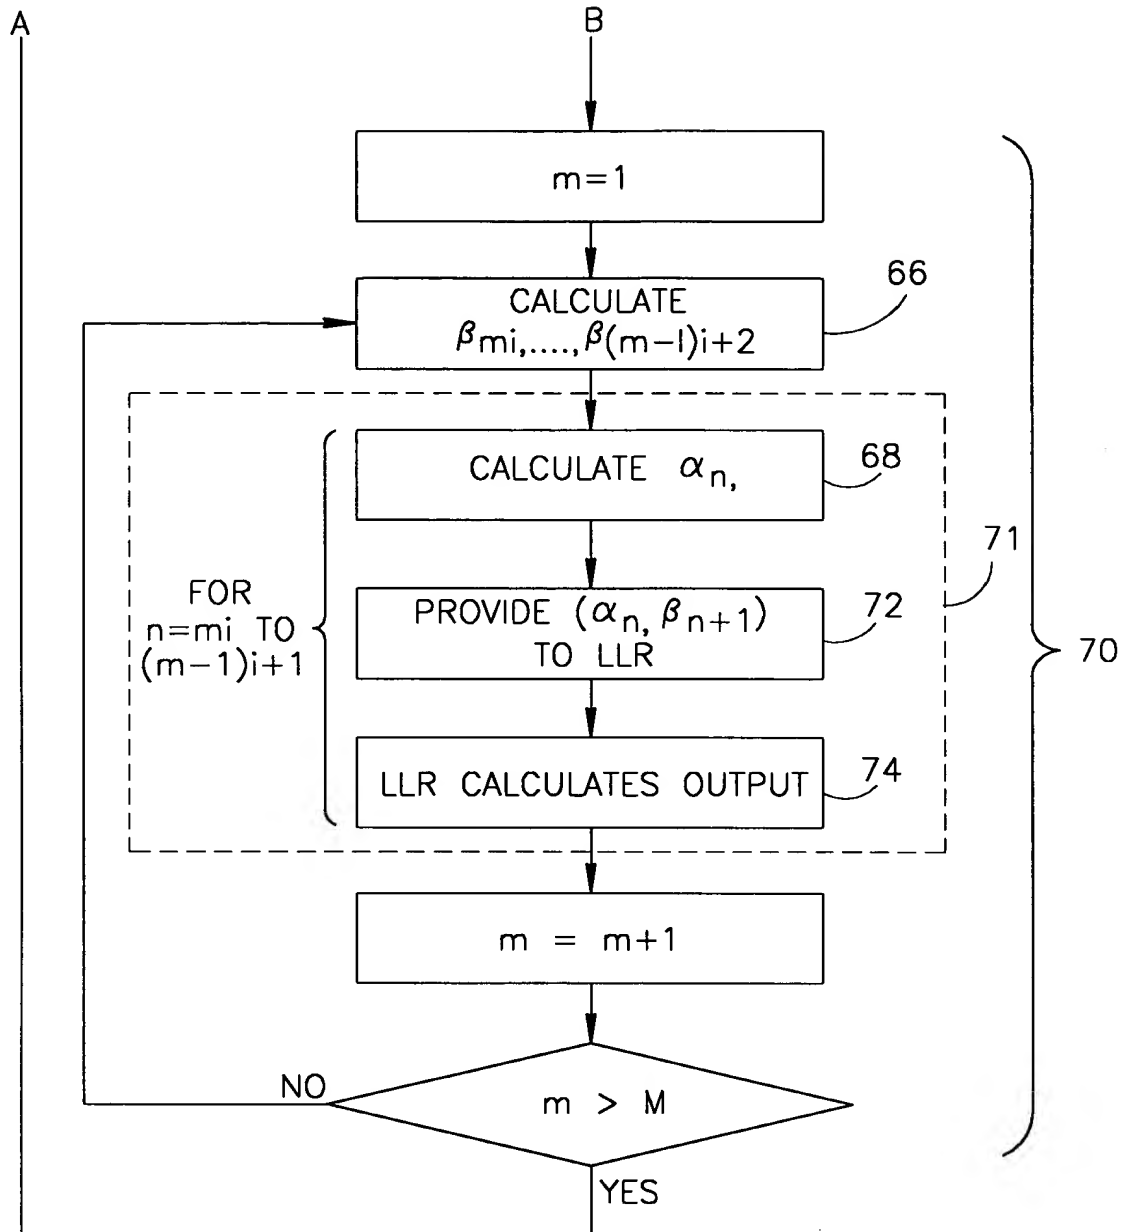 A
B
m=1
66
CALCULATE
βmi,....,β(m-1)i+2
68
CALCULATE αn,
71
FOR
n=mi TO
(m-1)i+1
72
PROVIDE (αn, βn+1)
TO LLR
70
74
LLR CALCULATES OUTPUT
m = m+1
NO
m > M
YES